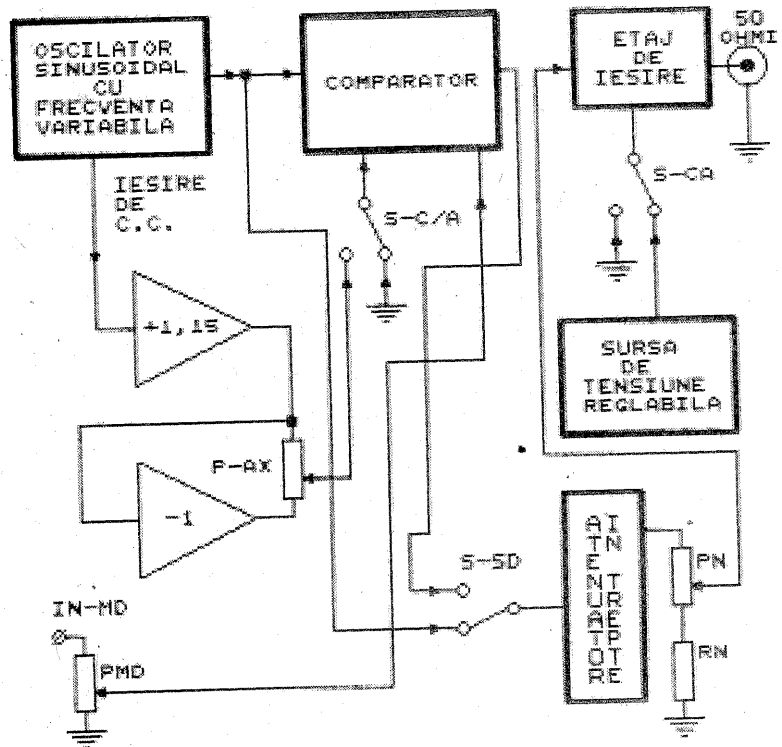 OSCILATOR
SINUSOIDAL
CU
FRECVENTA
VARIABILA
COMPARATOR
ETAJ
DE
IESIRE
50
OHMI
IESIRE
DE
C.C.
S-C/A
S-CA
+1,15
SURSA
DE
TENSIUNE
REGLABILA
P-AX
-1
S-SD
ATENUATOR
IN TREPTE
PN
IN-MD
PMD
RN